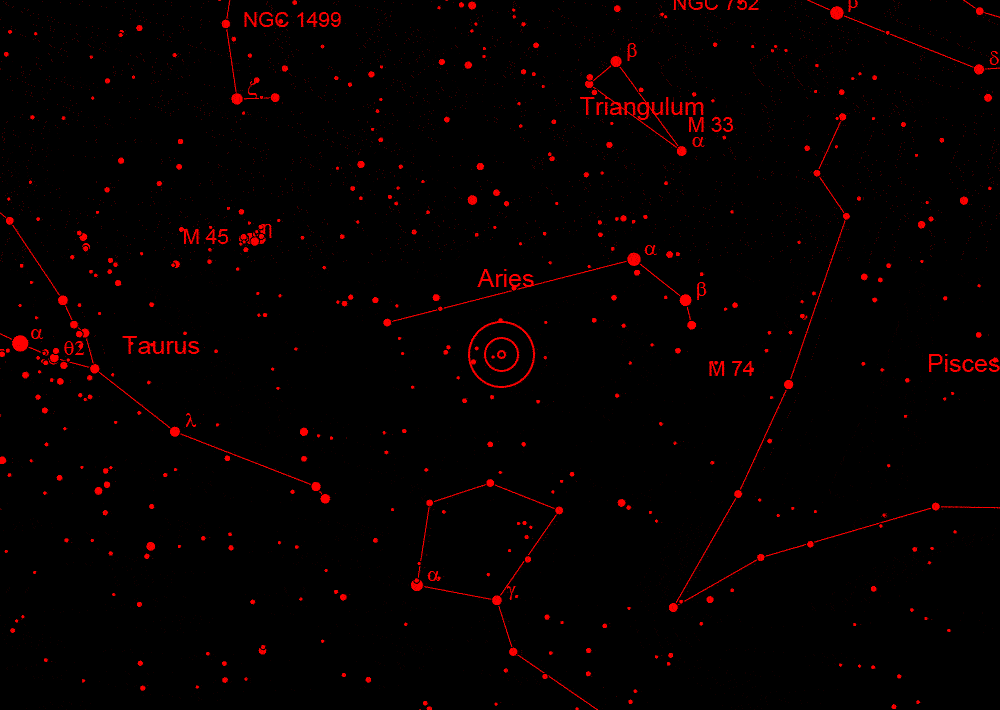 NGC 752
β
NGC 1499
β
δ
ζ
Triangulum
M 33
α
M 45
η
α
Aries
β
α
θ2
Taurus
M 74
Pisces
λ
α
γ